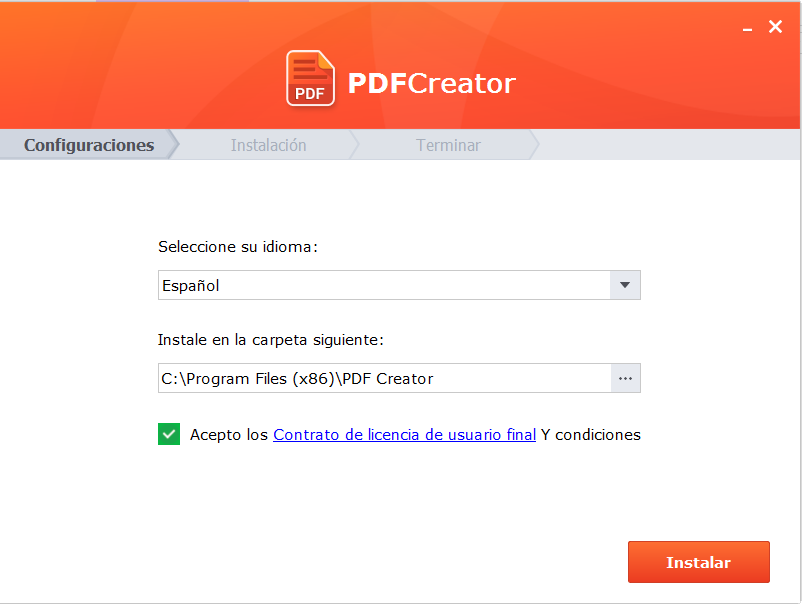 PDF PDFCreator
Configuraciones Instalación Terminar
Seleccione su idioma:
Español
Instale en la carpeta siguiente:
C:\Program Files (x86)\PDF Creator ...
Acepto los Contrato de licencia de usuario final Y condiciones
Instalar